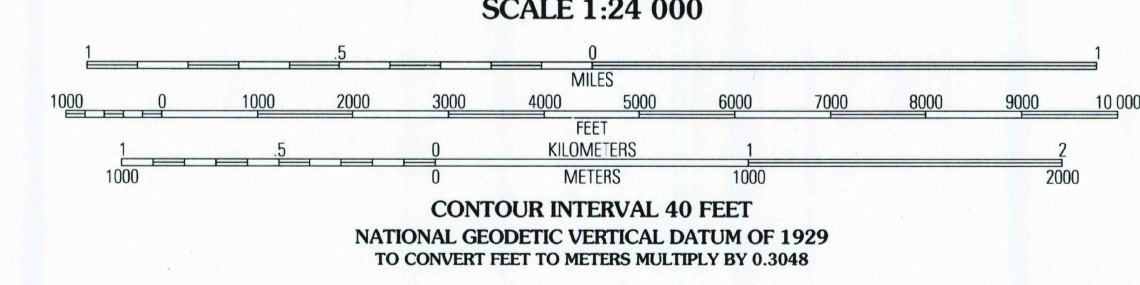 SCALE 1:24 000
1 .5 0 1
MILES
1000 0 1000 2000 3000 4000 5000 6000 7000 8000 9000 10 000
FEET
1 .5 0 KILOMETERS 1 2
1000 0 METERS 1000 2000
CONTOUR INTERVAL 40 FEET
NATIONAL GEODETIC VERTICAL DATUM OF 1929
TO CONVERT FEET TO METERS MULTIPLY BY 0.3048